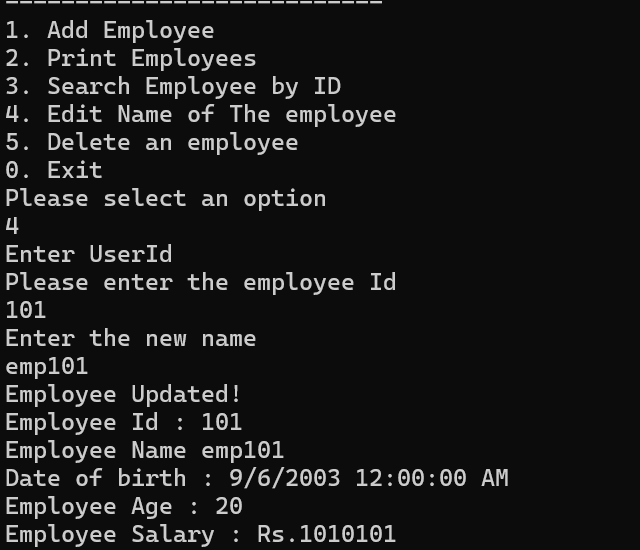 1. Add Employee
2. Print Employees
3. Search Employee by ID
4. Edit Name of The employee
5. Delete an employee
0. Exit
Please select an option
4
Enter UserId
Please enter the employee Id
101
Enter the new name
emp101
Employee Updated!
Employee Id : 101
Employee Name emp101
Date of birth : 9/6/2003 12:00:00 AM
Employee Age : 20
Employee Salary : Rs.1010101